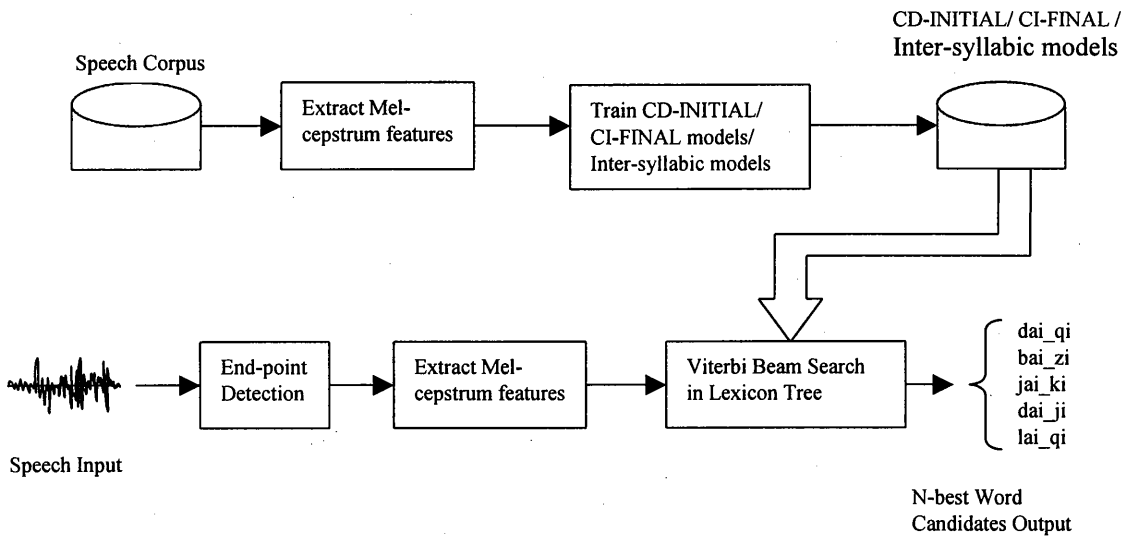 CD-INITIAL/ CI-FINAL /
Inter-syllabic models
Speech Corpus
Extract Mel-
cepstrum features
Train CD-INITIAL/
CI-FINAL models/
Inter-syllabic models
End-point
Detection
Extract Mel-
cepstrum features
Viterbi Beam Search
in Lexicon Tree
dai_qi
bai_zi
jai_ki
dai_ji
lai_qi
Speech Input
N-best Word
Candidates Output